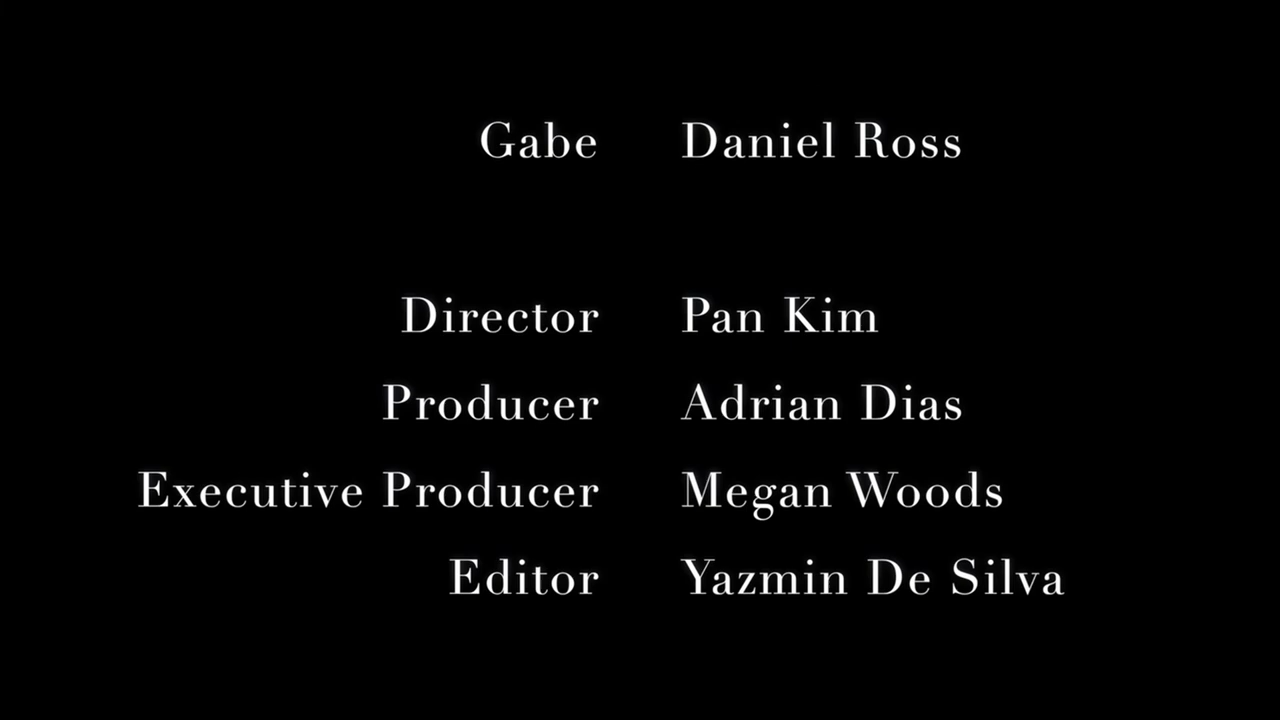 Gabe Daniel Ross
Director Pan Kim
Producer Adrian Dias
Executive Producer Megan Woods
Editor Yazmin De Silva